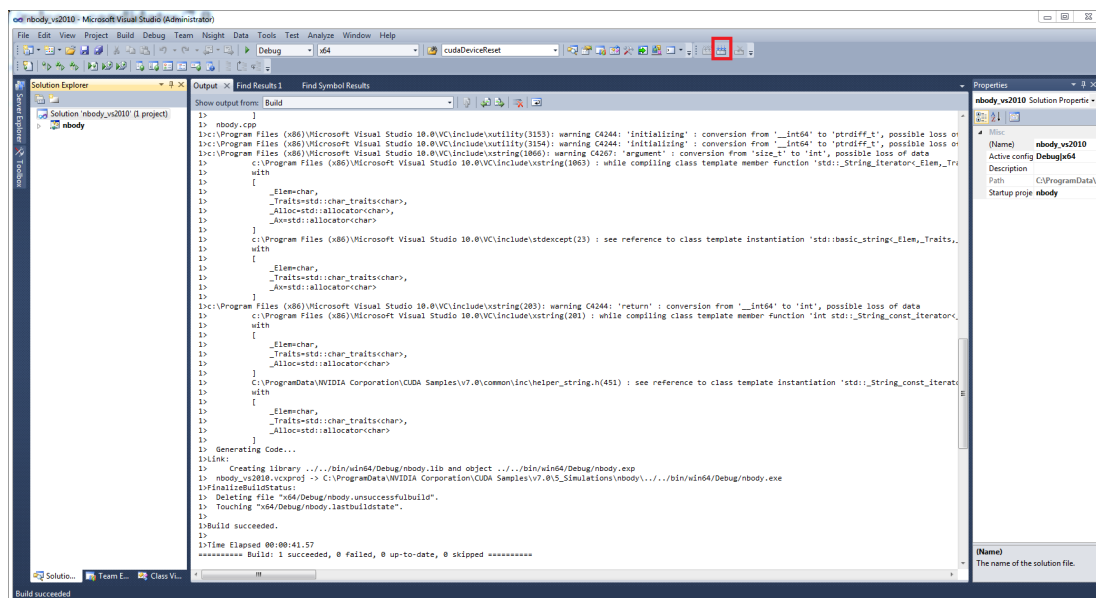 nbody_vs2010 - Microsoft Visual Studio (Administrator)
File Edit View Project Build Debug Team Nsight Data Tools Test Analyze Window Help
Debug x64 cudaDeviceReset
Solution Explorer
Server Explorer
Toolbox
Solution 'nbody_vs2010' (1 project)
nbody
Output Find Results 1 Find Symbol Results
Show output from: Build
1> ]
1> nbody.cpp
1>c:\Program Files (x86)\Microsoft Visual Studio 10.0\VC\include\xutility(3153): warning C4244: 'initializing' : conversion from '__int64' to 'ptrdiff_t', possible loss of
1>c:\Program Files (x86)\Microsoft Visual Studio 10.0\VC\include\xutility(3154): warning C4244: 'initializing' : conversion from '__int64' to 'ptrdiff_t', possible loss of
1>c:\Program Files (x86)\Microsoft Visual Studio 10.0\VC\include\xstring(1066): warning C4267: 'argument' : conversion from 'size_t' to 'int', possible loss of data
1> c:\Program Files (x86)\Microsoft Visual Studio 10.0\VC\include\xstring(1063) : while compiling class template member function 'std::_String_iterator<_Elem,_Tra
1> with
1> [
1> _Elem=char,
1> _Traits=std::char_traits<char>,
1> _Alloc=std::allocator<char>,
1> _Ax=std::allocator<char>
1> ]
1> c:\Program Files (x86)\Microsoft Visual Studio 10.0\VC\include\stdexcept(23) : see reference to class template instantiation 'std::basic_string<_Elem,_Traits,
1> with
1> [
1> _Elem=char,
1> _Traits=std::char_traits<char>,
1> _Ax=std::allocator<char>
1> ]
1>c:\Program Files (x86)\Microsoft Visual Studio 10.0\VC\include\xstring(203): warning C4244: 'return' : conversion from '__int64' to 'int', possible loss of data
1> c:\Program Files (x86)\Microsoft Visual Studio 10.0\VC\include\xstring(201) : while compiling class template member function 'int std::_String_const_iterator<
1> with
1> [
1> _Elem=char,
1> _Traits=std::char_traits<char>,
1> _Alloc=std::allocator<char>
1> ]
1> C:\ProgramData\NVIDIA Corporation\CUDA Samples\v7.0\common\inc\helper_string.h(451) : see reference to class template instantiation 'std::_String_const_iterato
1> with
1> [
1> _Elem=char,
1> _Traits=std::char_traits<char>,
1> _Alloc=std::allocator<char>
1> ]
1> Generating Code...
1>Link:
1> Creating library ../../bin/win64/Debug/nbody.lib and object ../../bin/win64/Debug/nbody.exp
1> nbody_vs2010.vcxproj -> C:\ProgramData\NVIDIA Corporation\CUDA Samples\v7.0\5_Simulations\nbody\../../bin/win64/Debug/nbody.exe
1>FinalizeBuildStatus:
1> Deleting file "x64/Debug/nbody.unsuccessfulbuild".
1> Touching "x64/Debug/nbody.lastbuildstate".
1>
1>Build succeeded.
1>
1>Time Elapsed 00:00:41.57
========== Build: 1 succeeded, 0 failed, 0 up-to-date, 0 skipped ==========
Properties
nbody_vs2010 Solution Propertie
Misc
(Name) nbody_vs2010
Active config Debug|x64
Description
Path C:\ProgramData\
Startup proje nbody
(Name)
The name of the solution file.
Solutio... Team E... Class Vi...
Build succeeded